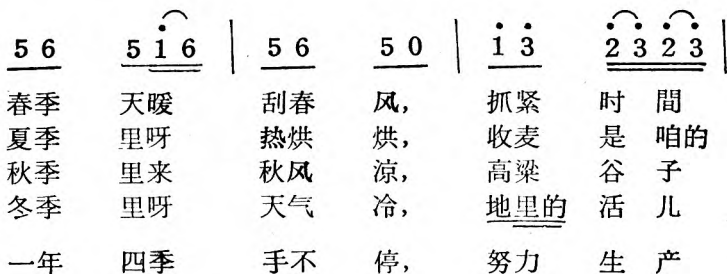 5 6 5 1 6 | 5 6 5 0 | 1 3 2 3 2 3 |
春季 天暖 刮春 风， 抓紧 时 間
夏季 里呀 热烘 烘， 收麦 是 咱的
秋季 里来 秋风 凉， 高粱 谷 子
冬季 里呀 天气 冷， 地里的 活 儿
一年 四季 手不 停， 努力 生 产